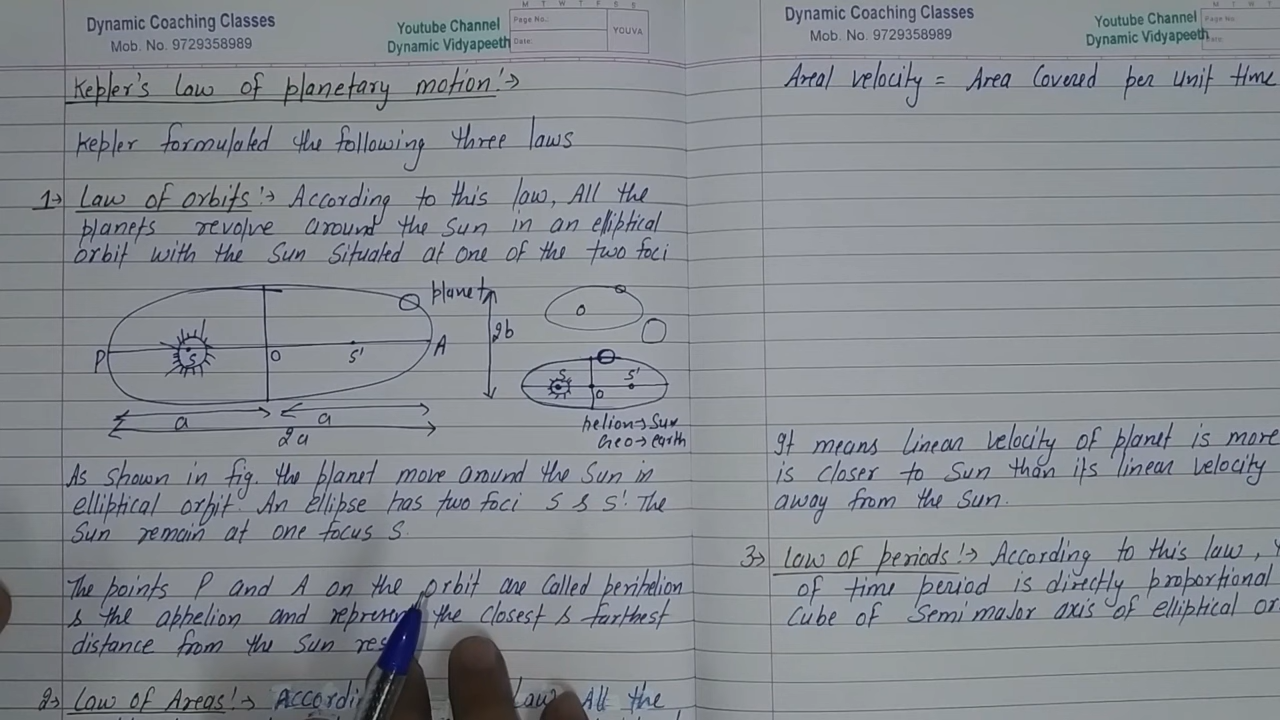 Dynamic Coaching Classes
Mob. No. 9729358989
Youtube Channel
Dynamic Vidyapeeth
M T W T F S S
Page No.:
Date:
YOUVA
Kepler's Law of planetary motion:→
Kepler formulated the following three laws
1→ Law of orbits:→ According to this law, All the
planets revolve around the Sun in an elliptical
orbit with the Sun Situated at one of the two foci
planet
P
S
O
S'
A
2b
a
a
2a
S
S'
O
helion→Sun
Geo→earth
As shown in fig. the planet move around the Sun in
elliptical orbit. An ellipse has two foci S & S'. The
Sun remain at one focus S.
The points P and A on the orbit are called perihelion
& the aphelion and represent the closest & farthest
distance from the Sun
2→ Law of Areas:→ Law All the
Dynamic Coaching Classes
Mob. No. 9729358989
Youtube Channel
Dynamic Vidyapeeth
M T W T
Page No.:
Areal velocity = Area Covered per unit time
It means linear velocity of planet is more
is closer to Sun than its linear velocity
away from the Sun.
3→ Law of periods:→ According to this law,
of time period is directly proportional
Cube of Semi major axis of elliptical